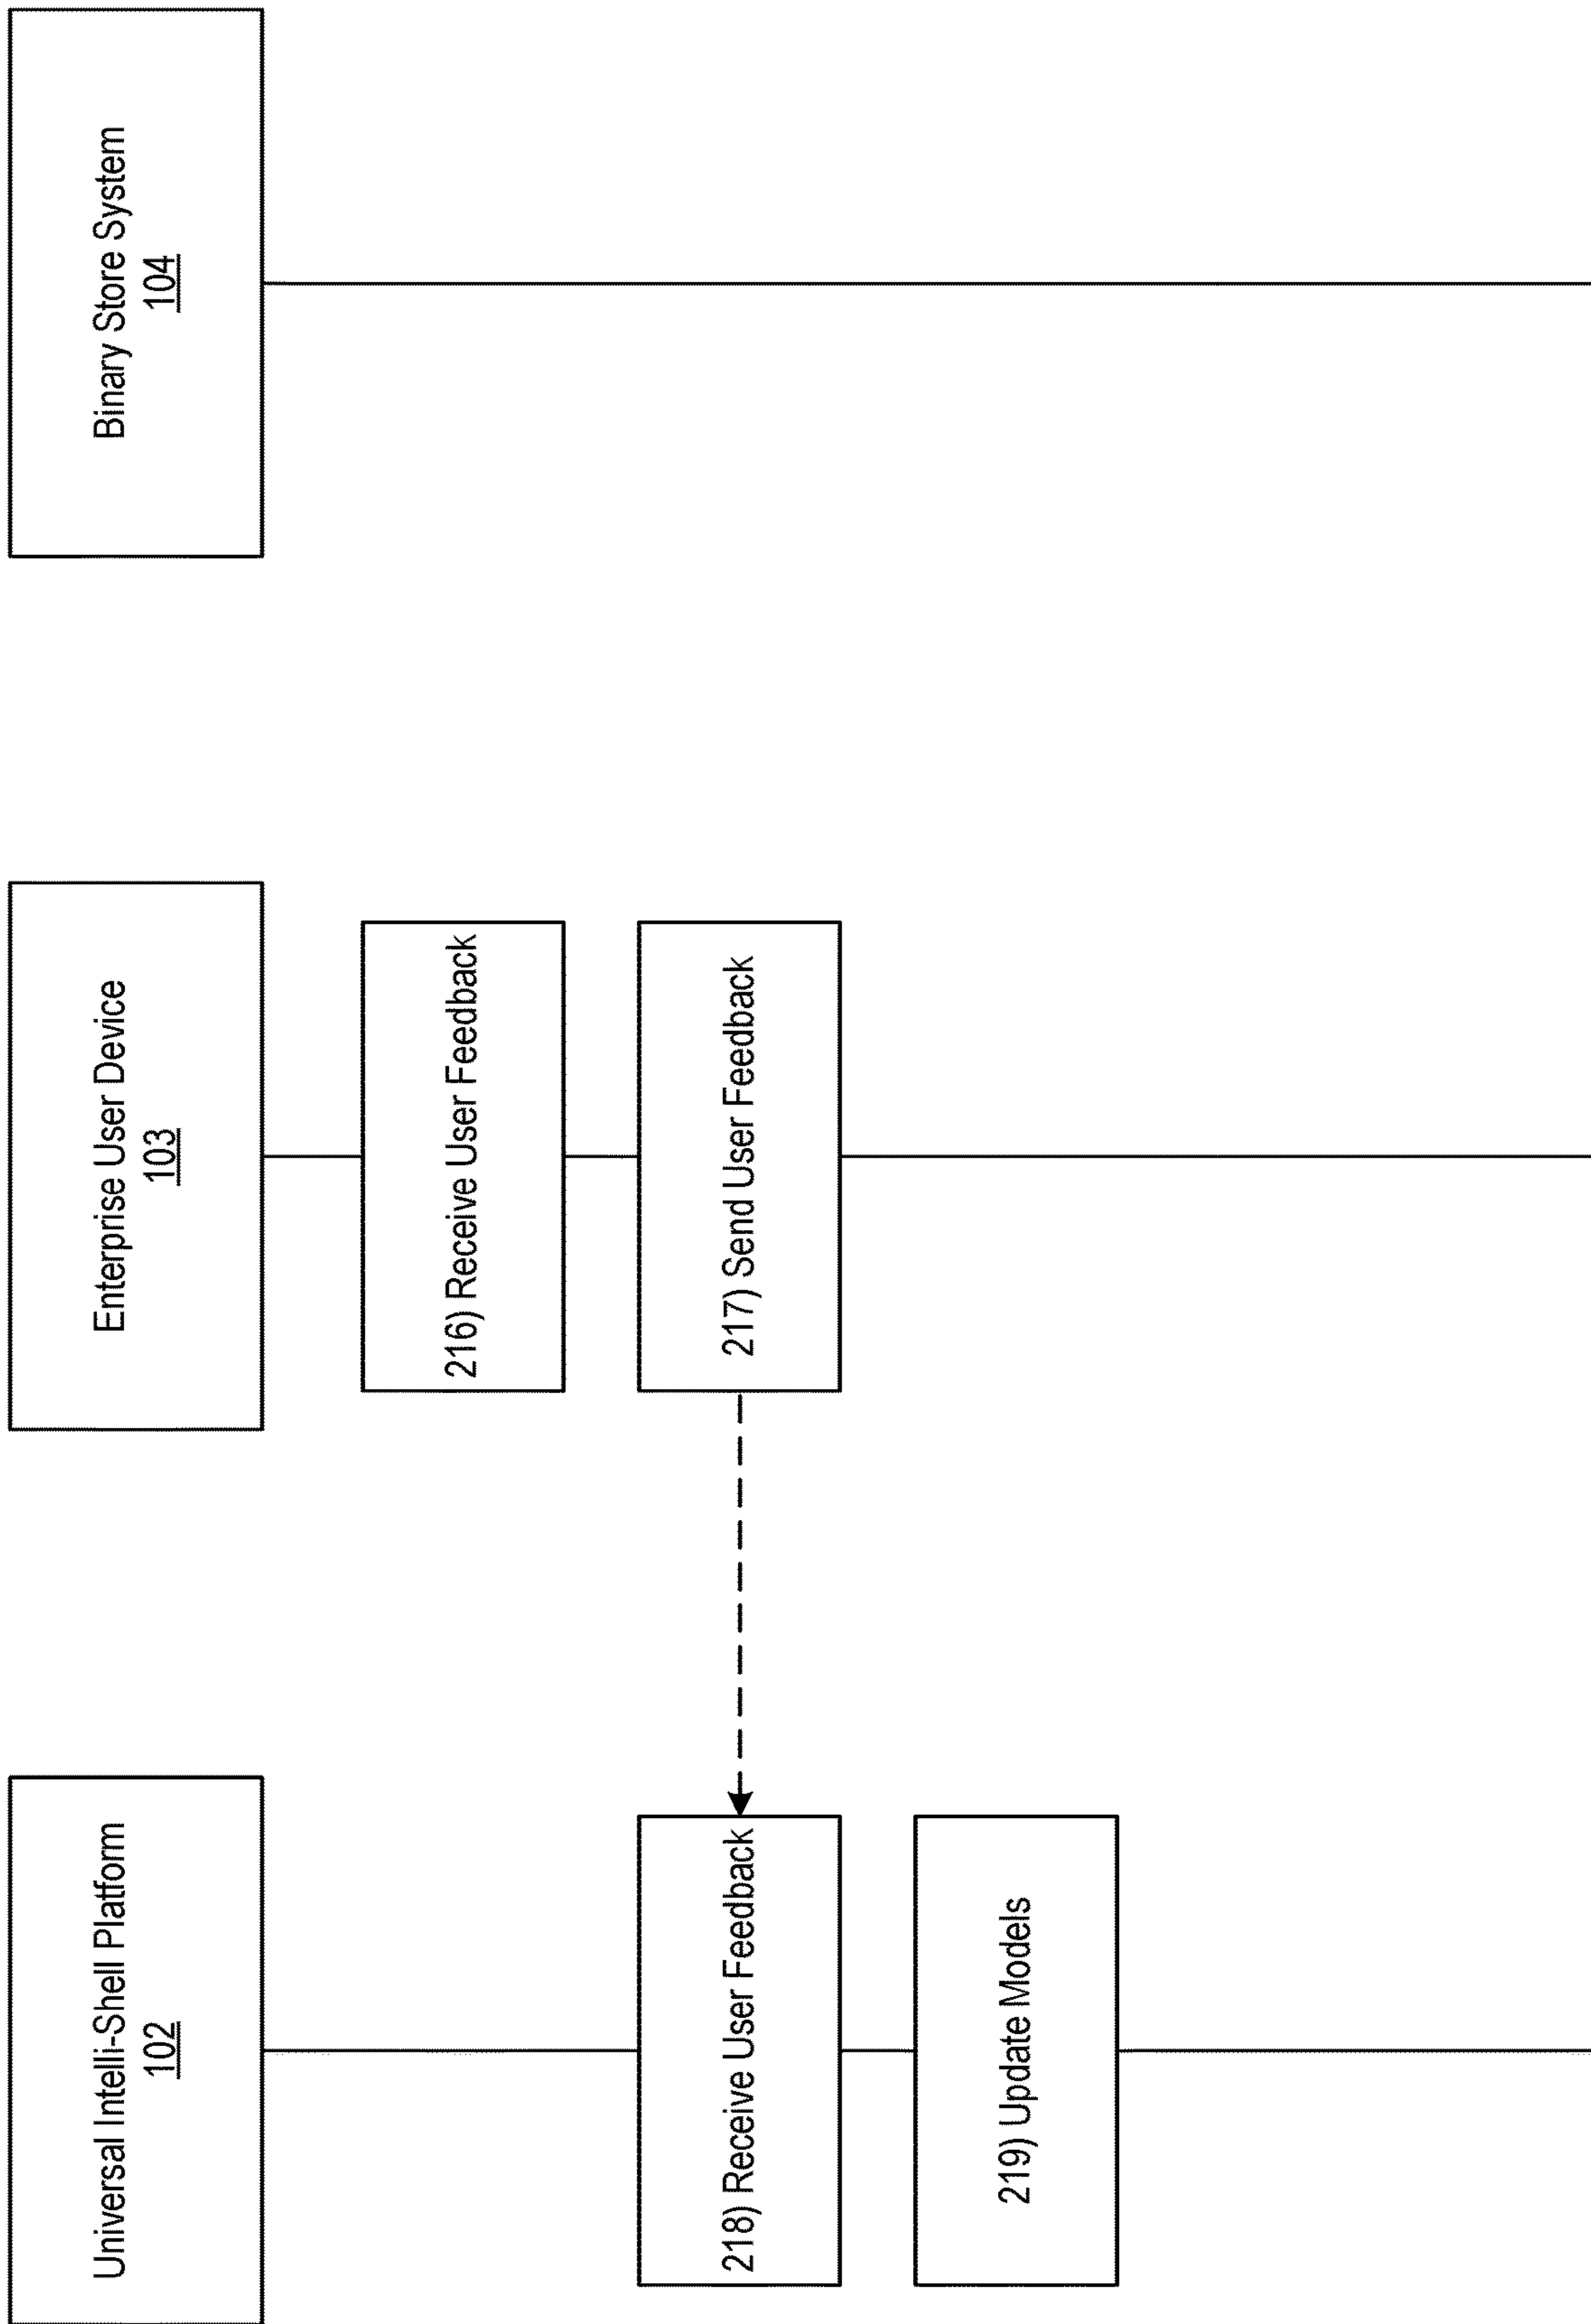 Universal Intelli-Shell Platform
102
Enterprise User Device
103
Binary Store System
104
216) Receive User Feedback
218) Receive User Feedback
217) Send User Feedback
219) Update Models